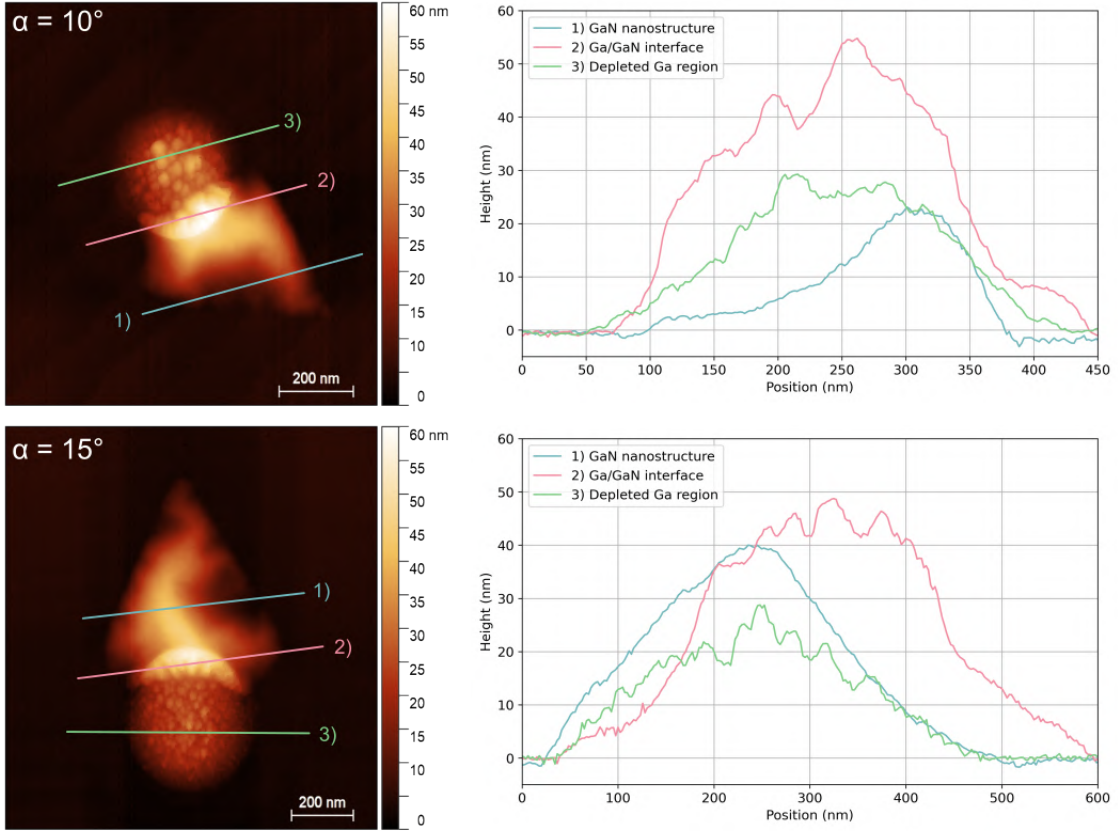 α = 10°
3)
2)
1)
200 nm
60 nm
55
50
45
40
35
30
25
20
15
10
0
60
50
40
30
20
10
0
Height (nm)
1) GaN nanostructure
2) Ga/GaN interface
3) Depleted Ga region
0 50 100 150 200 250 300 350 400 450
Position (nm)
α = 15°
1)
2)
3)
200 nm
60 nm
55
50
45
40
35
30
25
20
15
10
0
60
50
40
30
20
10
0
Height (nm)
1) GaN nanostructure
2) Ga/GaN interface
3) Depleted Ga region
0 100 200 300 400 500 600
Position (nm)